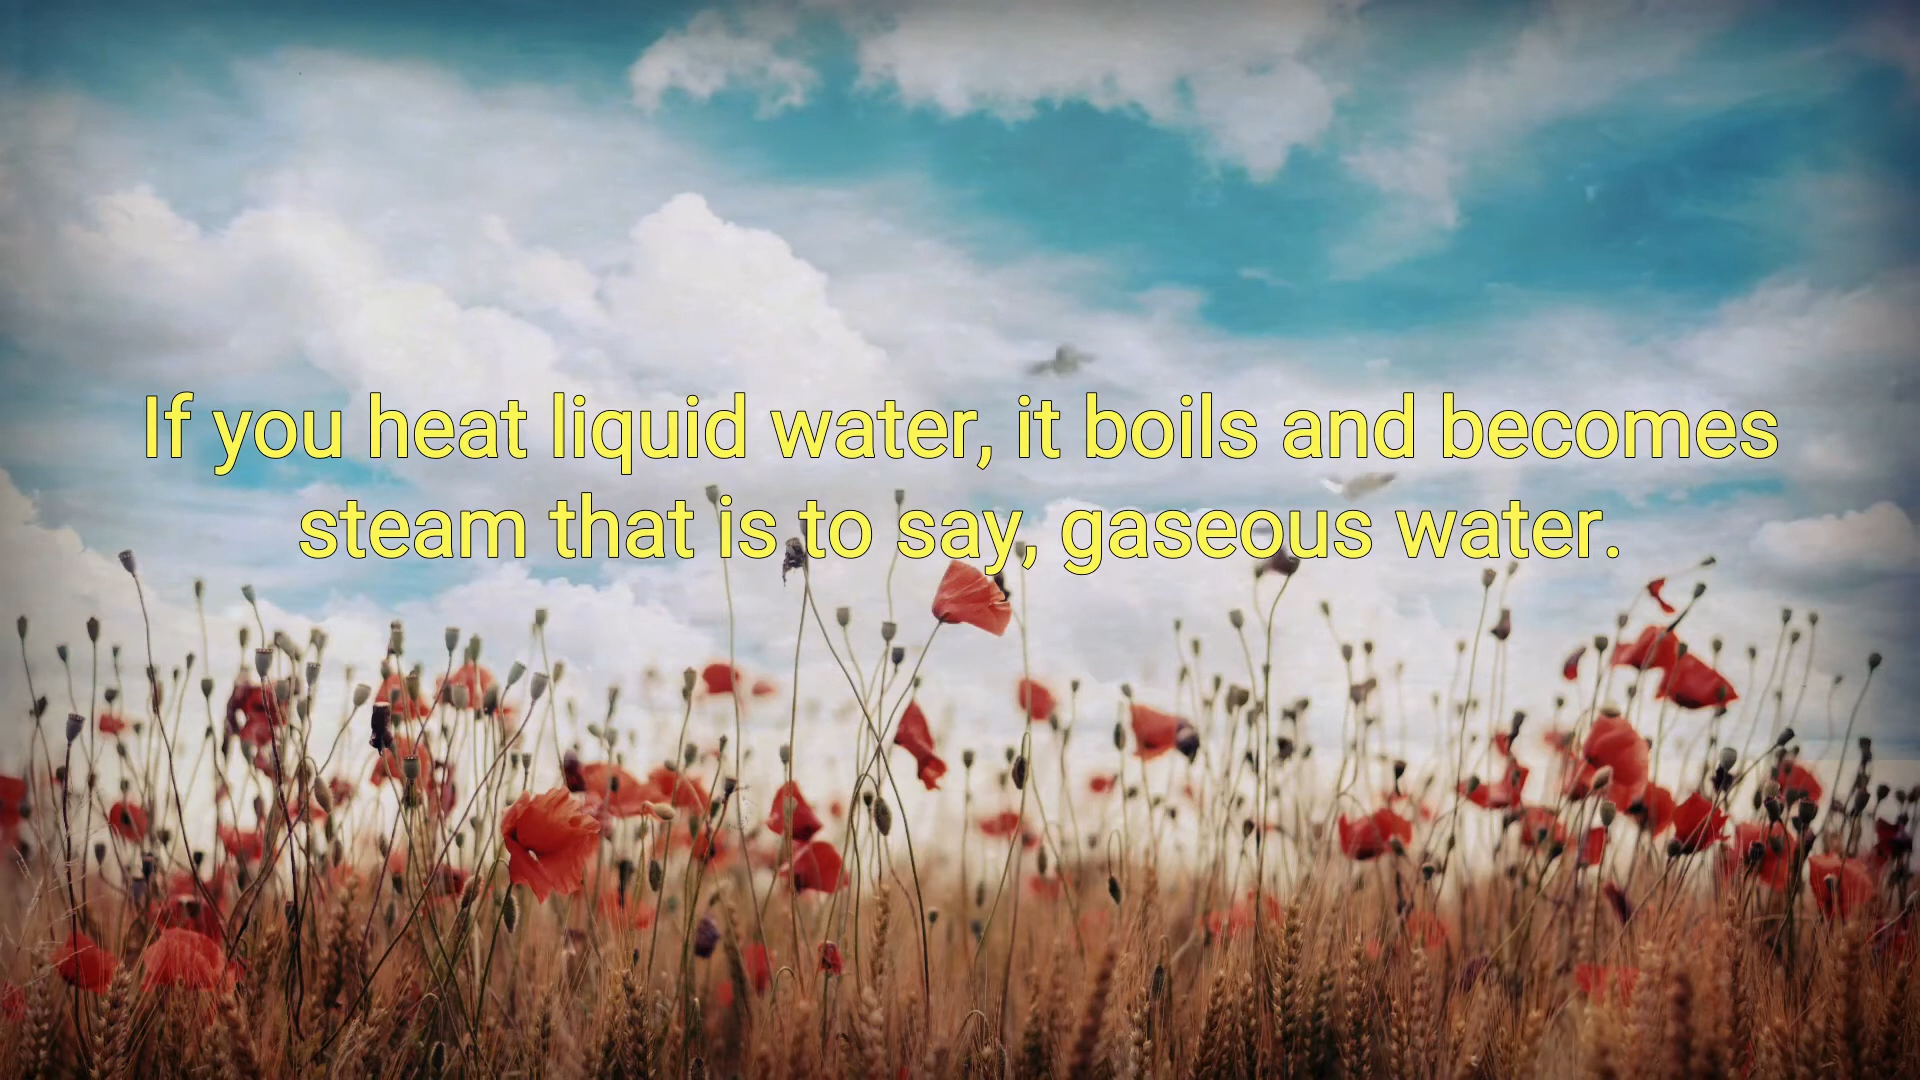 If you heat liquid water, it boils and becomes
steam that is to say, gaseous water.